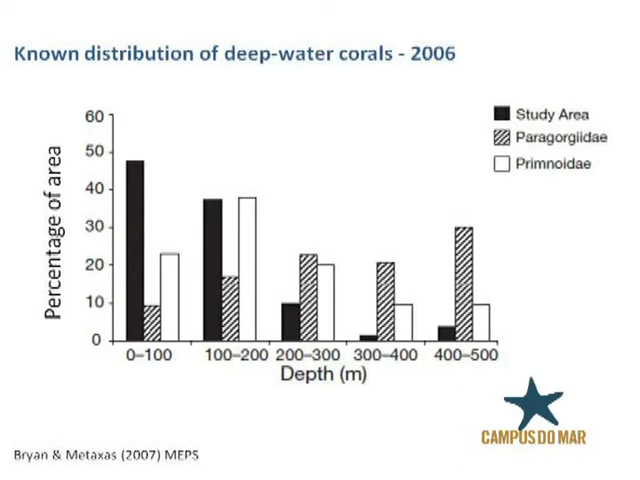 Known distribution of deep-water corals - 2006
Percentage of area
60
50
40
30
20
10
0
Study Area
Paragorgiidae
Primnoidae
0–100 100–200 200–300 300–400 400–500
Depth (m)
CAMPUS DO MAR
Bryan & Metaxas (2007) MEPS